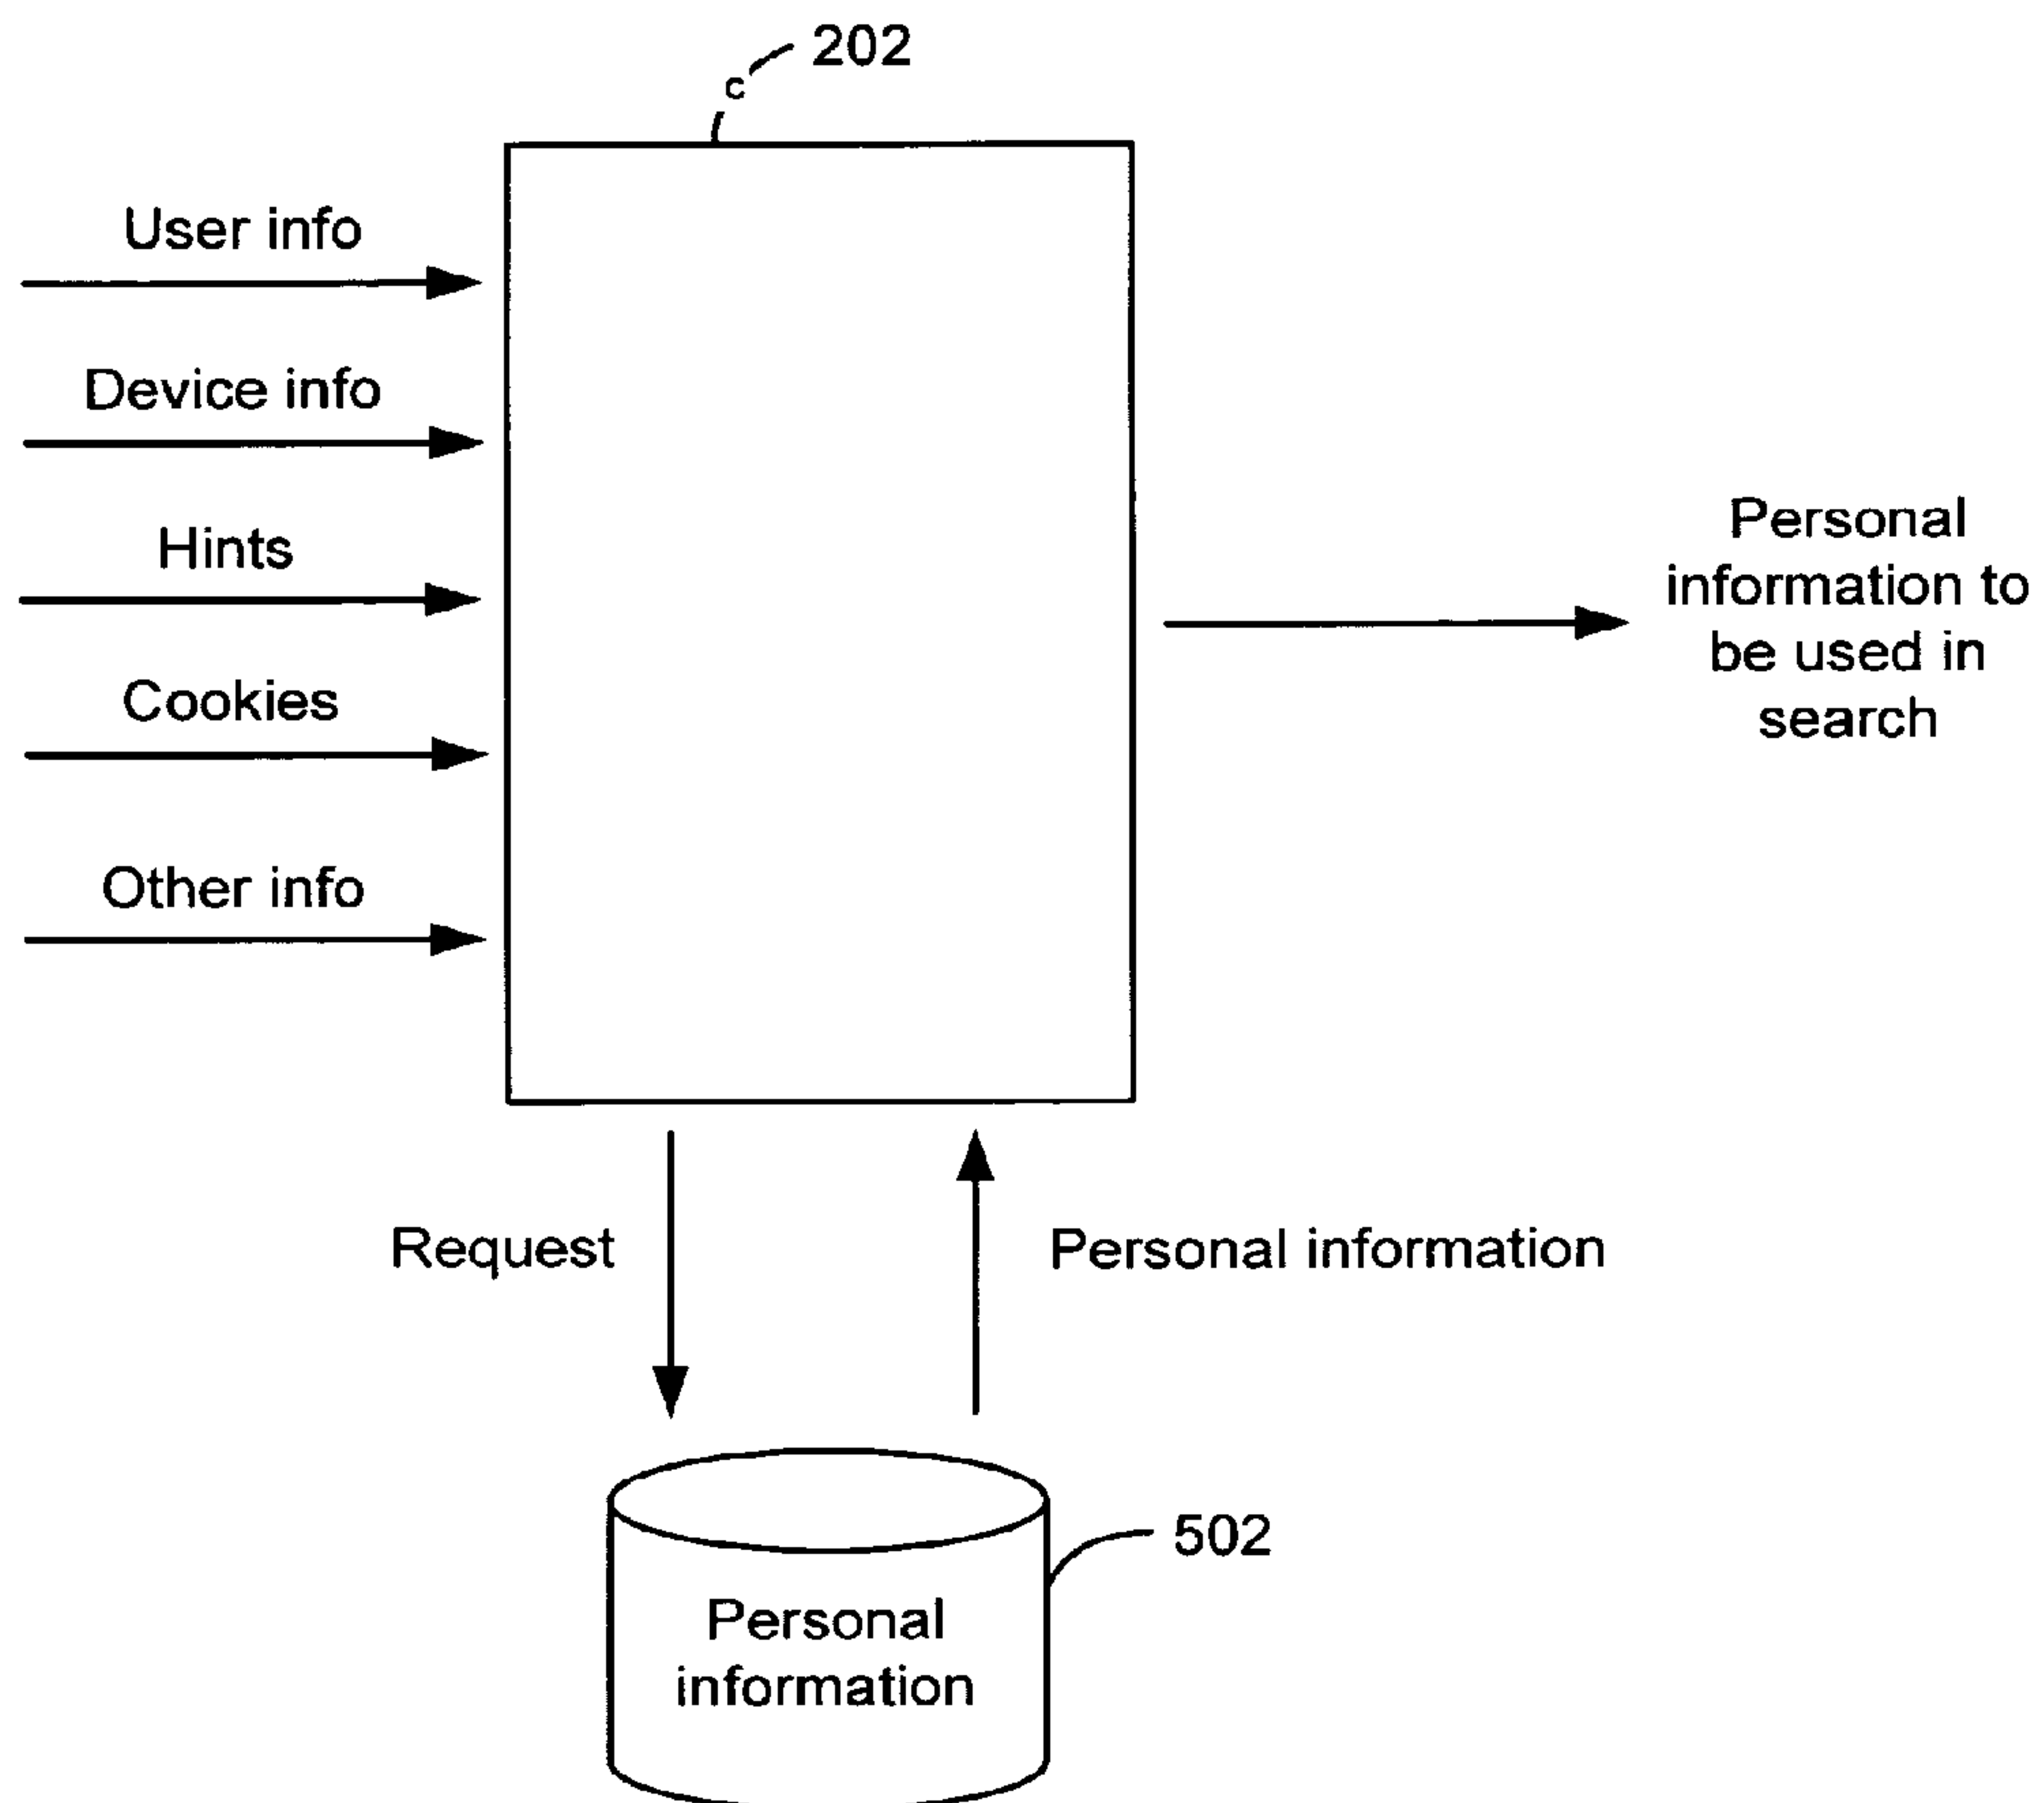 202
c
User info
Device info
Hints
Cookies
Other info
Personal
information to
be used in
search
Request
Personal information
502
Personal
information